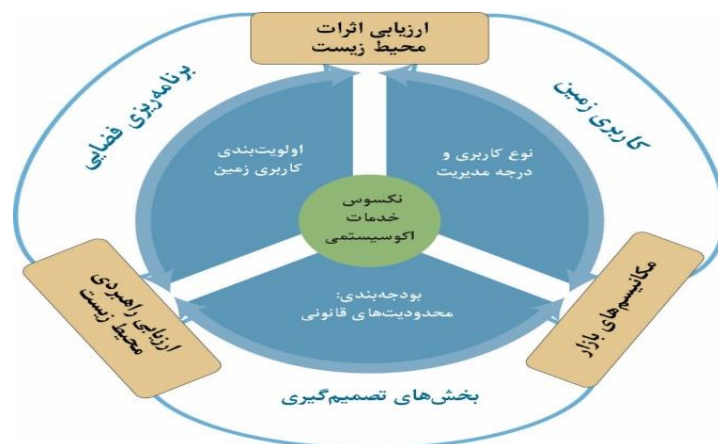 ارزیابی اثرات
محیط زیست
کاربری زمین
برنامه‌ریزی فضایی
نوع کاربری و
درجه مدیریت
اولویت‌بندی
کاربری زمین
نکسوس
خدمات
اکوسیستمی
بودجه‌بندی:
محدودیت‌های قانونی
مکانیسم‌های بازار
ارزیابی راهبردی
محیط زیست
بخش‌های تصمیم‌گیری